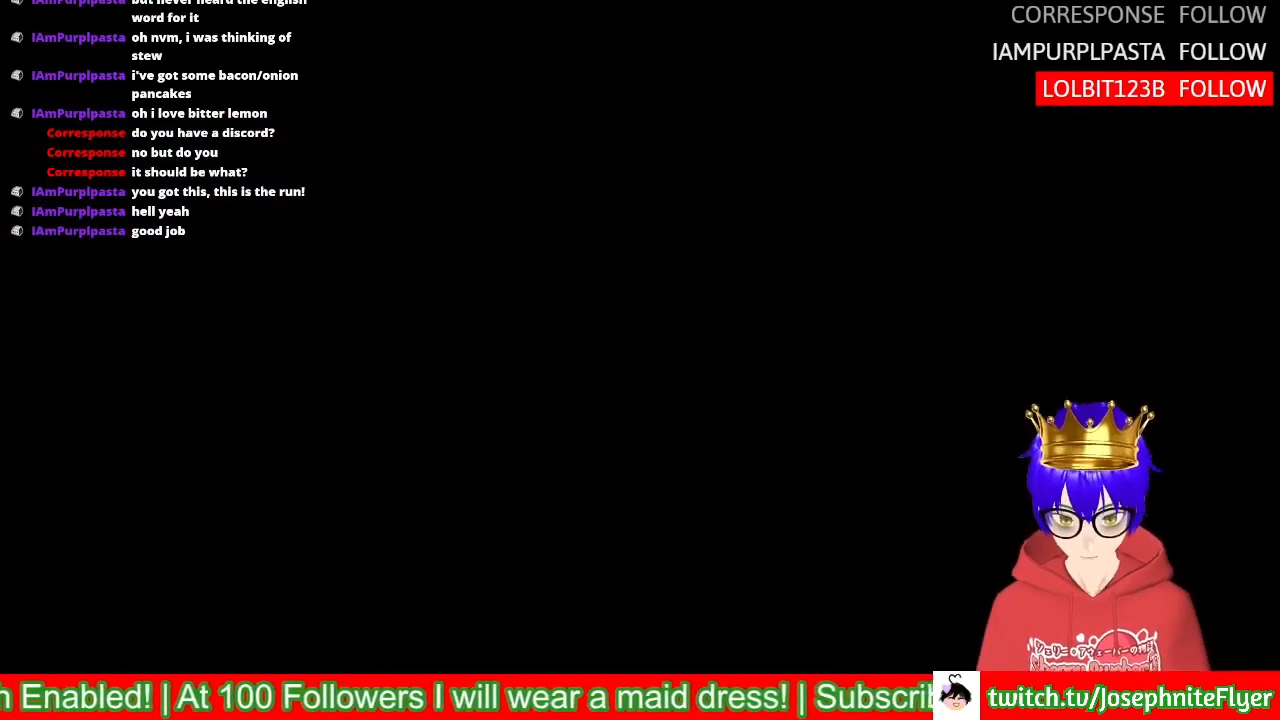 IAmPurplpasta but never heard the english
word for it
IAmPurplpasta oh nvm, i was thinking of
stew
IAmPurplpasta i've got some bacon/onion
pancakes
IAmPurplpasta oh i love bitter lemon
Corresponse do you have a discord?
Corresponse no but do you
Corresponse it should be what?
IAmPurplpasta you got this, this is the run!
IAmPurplpasta hell yeah
IAmPurplpasta good job
CORRESPONSE FOLLOW
IAMPURPLPASTA FOLLOW
LOLBIT123B FOLLOW
Enabled! | At 100 Followers I will wear a maid dress! | Subscrib
twitch.tv/JosephniteFlyer